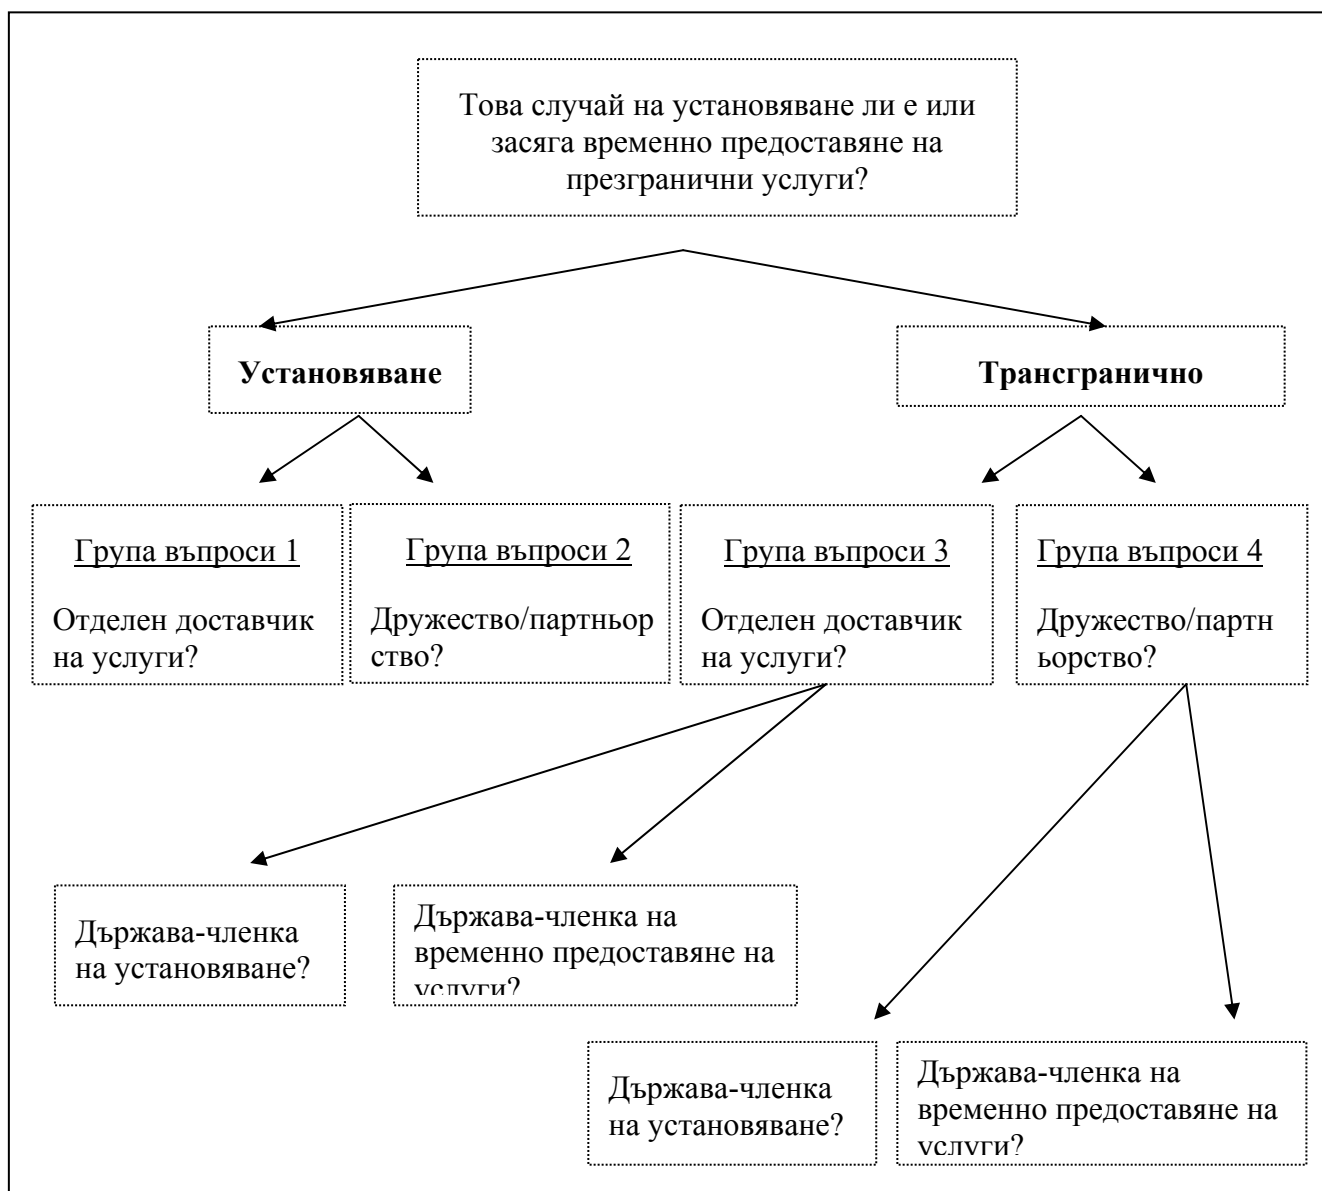 Това случай на установяване ли е или
засяга временно предоставяне на
презгранични услуги?
Установяване
Трансгранично
Група въпроси 1
Отделен доставчик
на услуги?
Група въпроси 2
Дружество/партньор
ство?
Група въпроси 3
Отделен доставчик
на услуги?
Група въпроси 4
Дружество/партн
ьорство?
Държава-членка
на установяване?
Държава-членка на
временно предоставяне на
услуги?
Държава-членка
на установяване?
Държава-членка на
временно предоставяне на
услуги?